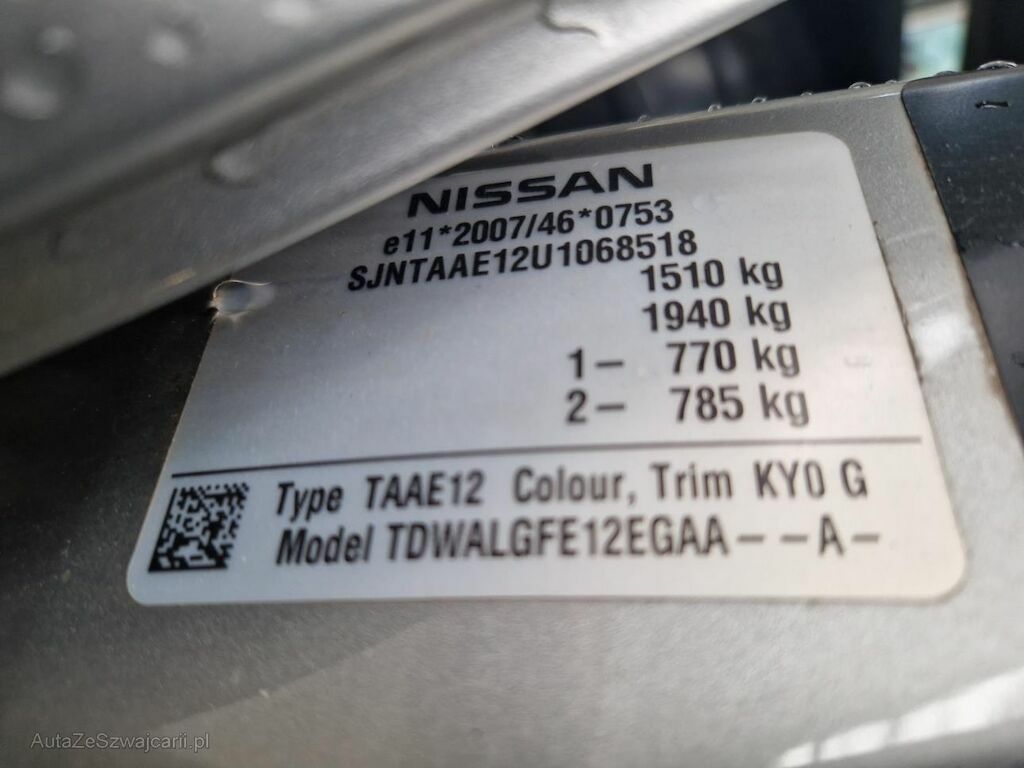 NISSAN
e11*2007/46*0753
SJNTAAE12U1068518
1510 kg
1940 kg
1- 770 kg
2- 785 kg
Type TAAE12 Colour, Trim KY0 G
Model TDWALGFE12EGAA---A-
AutaZeSzwajcarii.pl